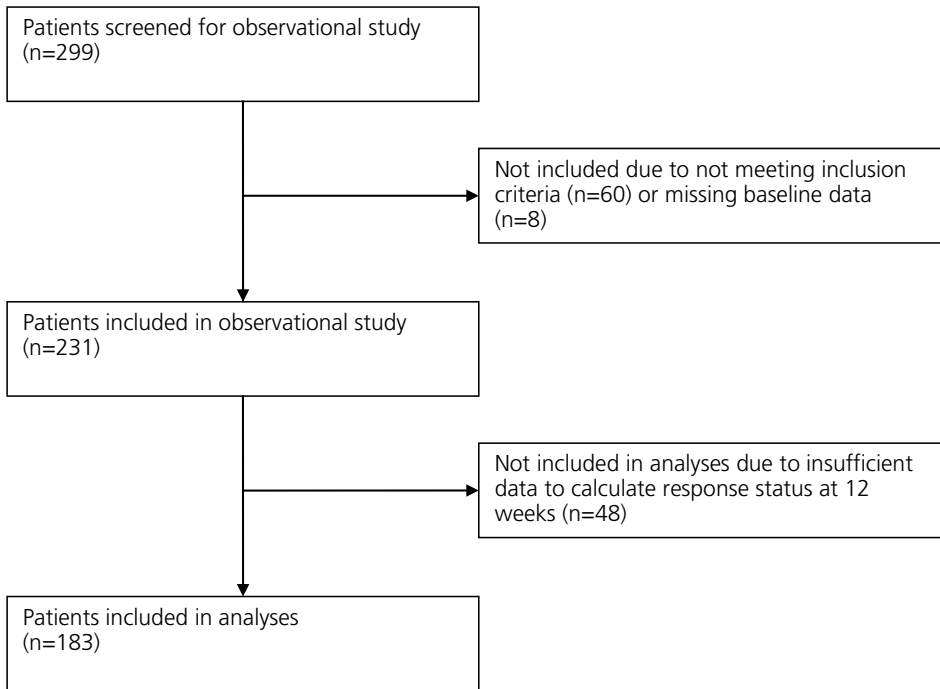 Patients screened for observational study
(n=299)
Not included due to not meeting inclusion
criteria (n=60) or missing baseline data
(n=8)
Patients included in observational study
(n=231)
Not included in analyses due to insufficient
data to calculate response status at 12
weeks (n=48)
Patients included in analyses
(n=183)